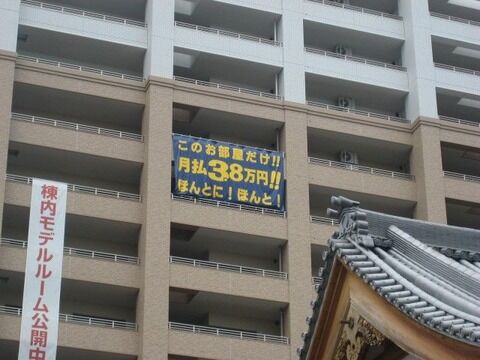 このお部屋だけ!!
月払3.8万円!!
ほんとに!ほんと!
棟内モデルルーム公開中